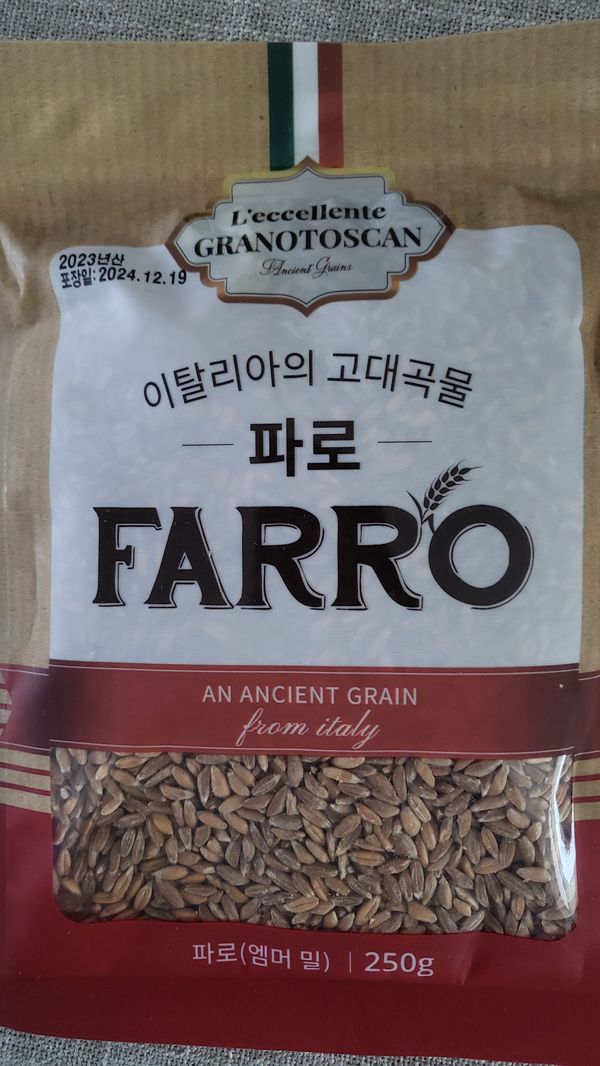 L'eccellente
GRANOTOSCAN
Ancient Grains
2023년산
포장일: 2024.12.19
이탈리아의 고대곡물
파로
FARRO
AN ANCIENT GRAIN
from italy
파로(엠머 밀) | 250g